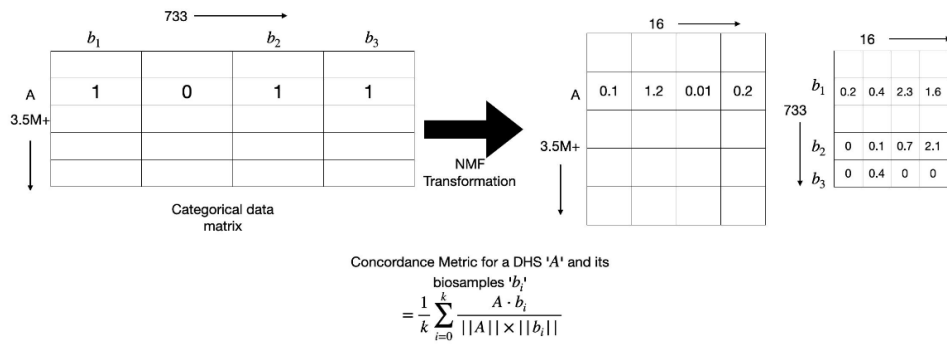 733
b1 b2 b3
A 1 0 1 1
3.5M+
Categorical data
matrix
NMF
Transformation
16
A 0.1 1.2 0.01 0.2
3.5M+
16
b1 0.2 0.4 2.3 1.6
733
b2 0 0.1 0.7 2.1
b3 0 0.4 0 0
Concordance Metric for a DHS 'A' and its
biosamples 'bi'
= 1/k ∑_{i=0}^{k} A · bi / ||A|| × ||bi||